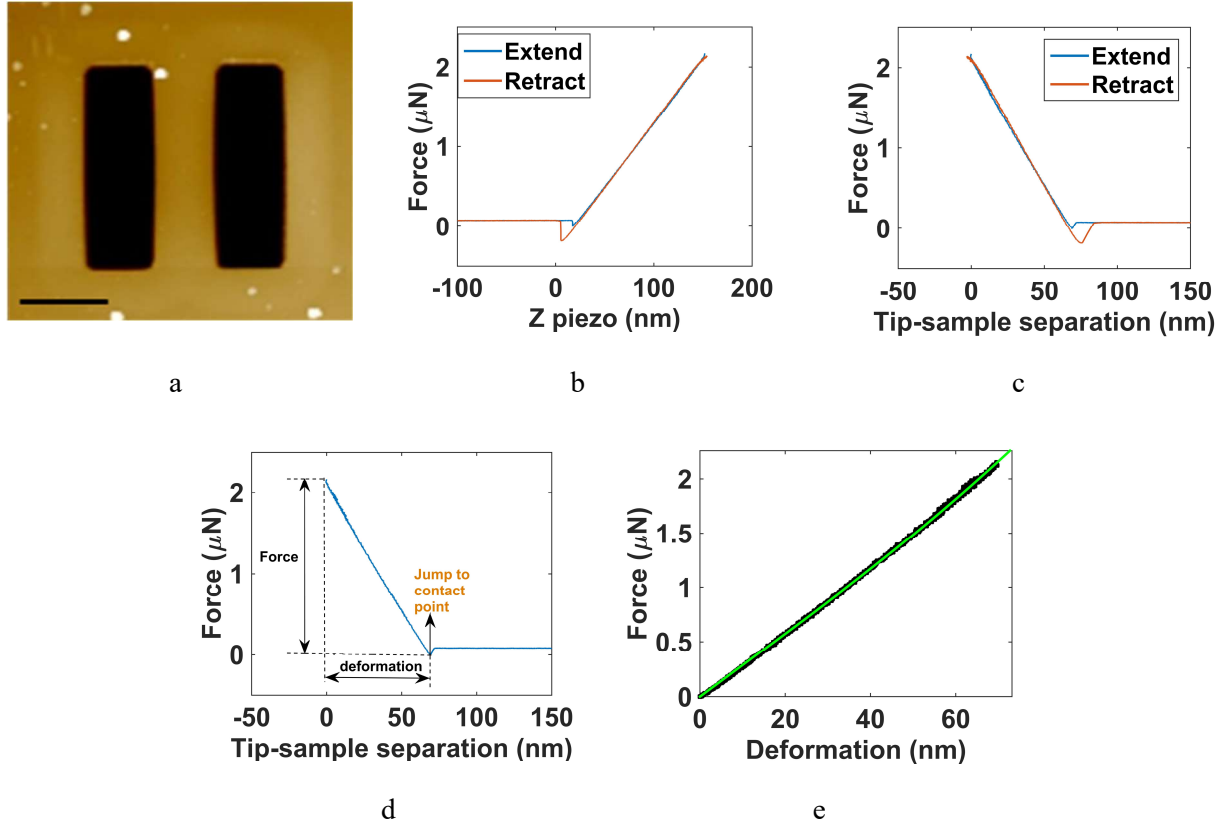 Extend
Retract
Force (μN)
2
1
0
-100
0
100
200
Z piezo (nm)
Extend
Retract
Force (μN)
2
1
0
-50
0
50
100
150
Tip-sample separation (nm)
a
b
c
Force (μN)
2
1
0
Force
Jump to
contact
point
deformation
-50
0
50
100
150
Tip-sample separation (nm)
Force (μN)
2
1.5
1
0.5
0
0
20
40
60
Deformation (nm)
d
e